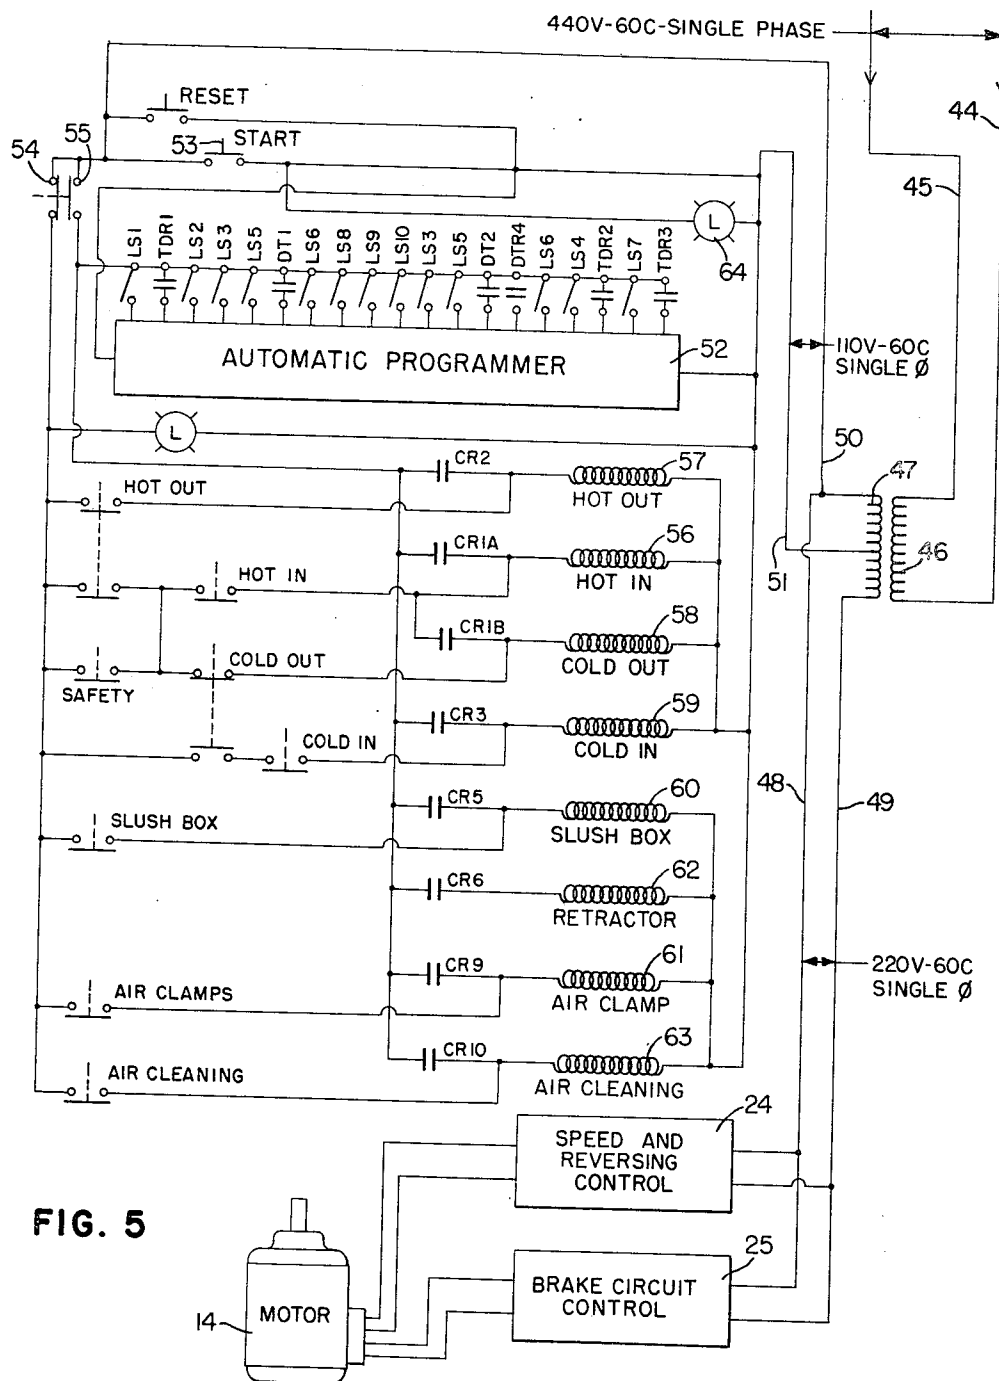 440V-60C-SINGLE PHASE
44
45
RESET
53
START
54
55
L
64
LS1
TDR1
LS2
LS3
LS5
DT1
LS6
LS8
LS9
LS10
LS3
LS5
DT2
DTR4
LS6
LS4
TDR2
LS7
TDR3
AUTOMATIC PROGRAMMER
52
110V-60C
SINGLE Ø
L
50
47
46
51
CR2
57
HOT OUT
HOT OUT
CR1A
56
HOT IN
HOT IN
CR1B
58
COLD OUT
COLD OUT
SAFETY
CR3
59
COLD IN
COLD IN
48
49
CR5
60
SLUSH BOX
SLUSH BOX
CR6
62
RETRACTOR
220V-60C
SINGLE Ø
CR9
61
AIR CLAMP
AIR CLAMPS
CR10
63
AIR CLEANING
AIR CLEANING
24
SPEED AND
REVERSING
CONTROL
FIG. 5
25
BRAKE CIRCUIT
CONTROL
MOTOR
14